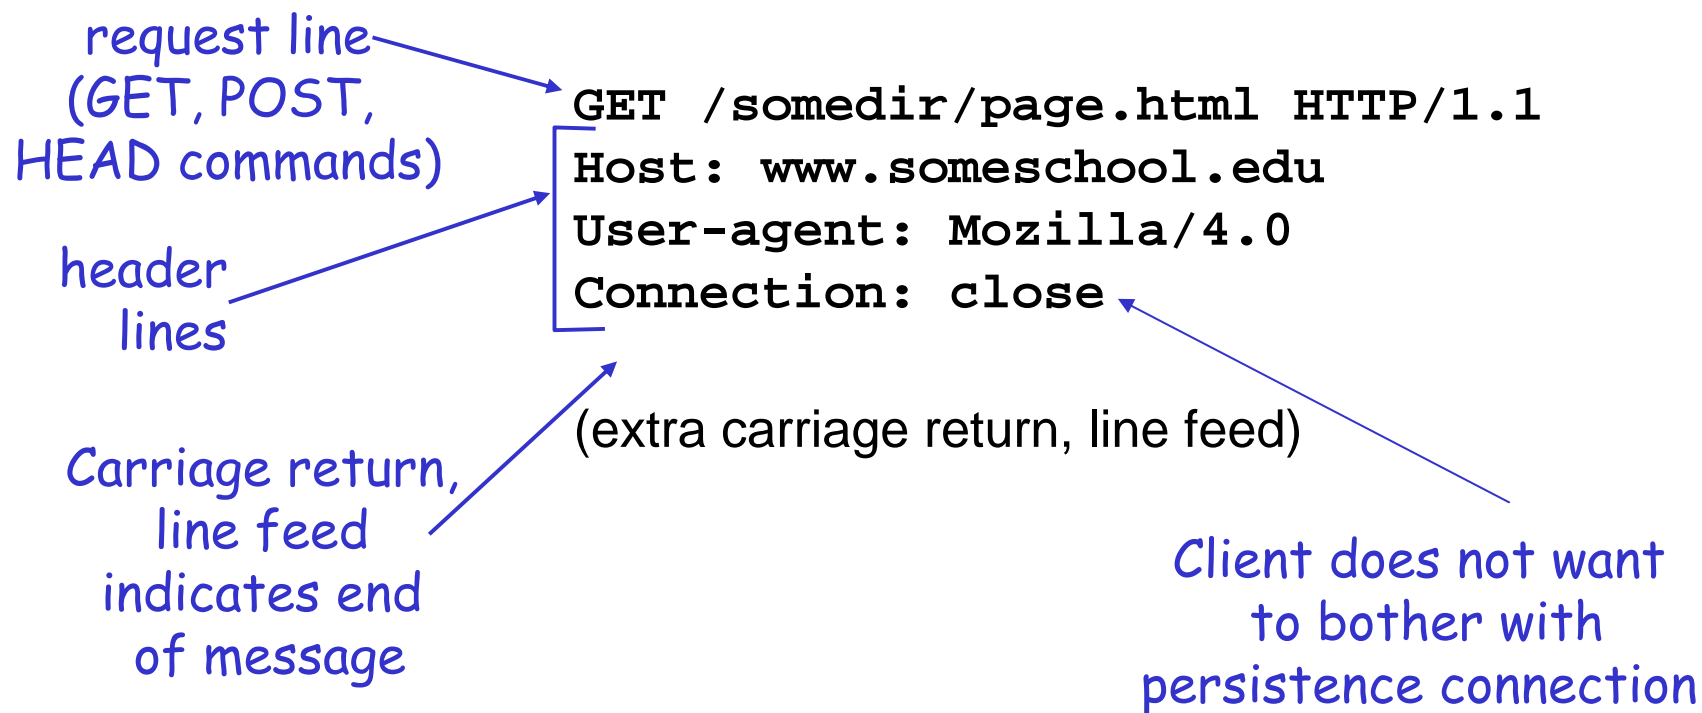 request line
(GET, POST,
HEAD commands)
GET /somedir/page.html HTTP/1.1
Host: www.someschool.edu
User-agent: Mozilla/4.0
Connection: close
header
lines
(extra carriage return, line feed)
Carriage return,
line feed
indicates end
of message
Client does not want
to bother with
persistence connection